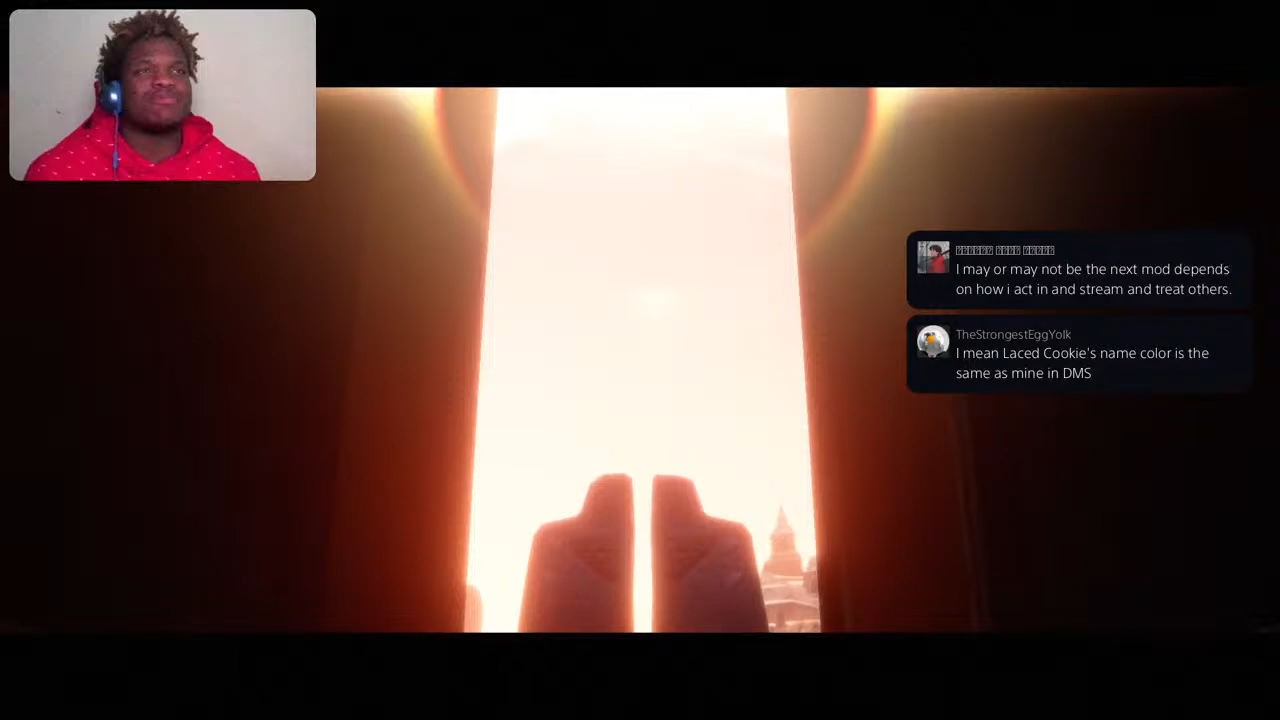 I may or may not be the next mod depends
on how i act in and stream and treat others.
TheStrongestEggYolk
I mean Laced Cookie's name color is the
same as mine in DMS